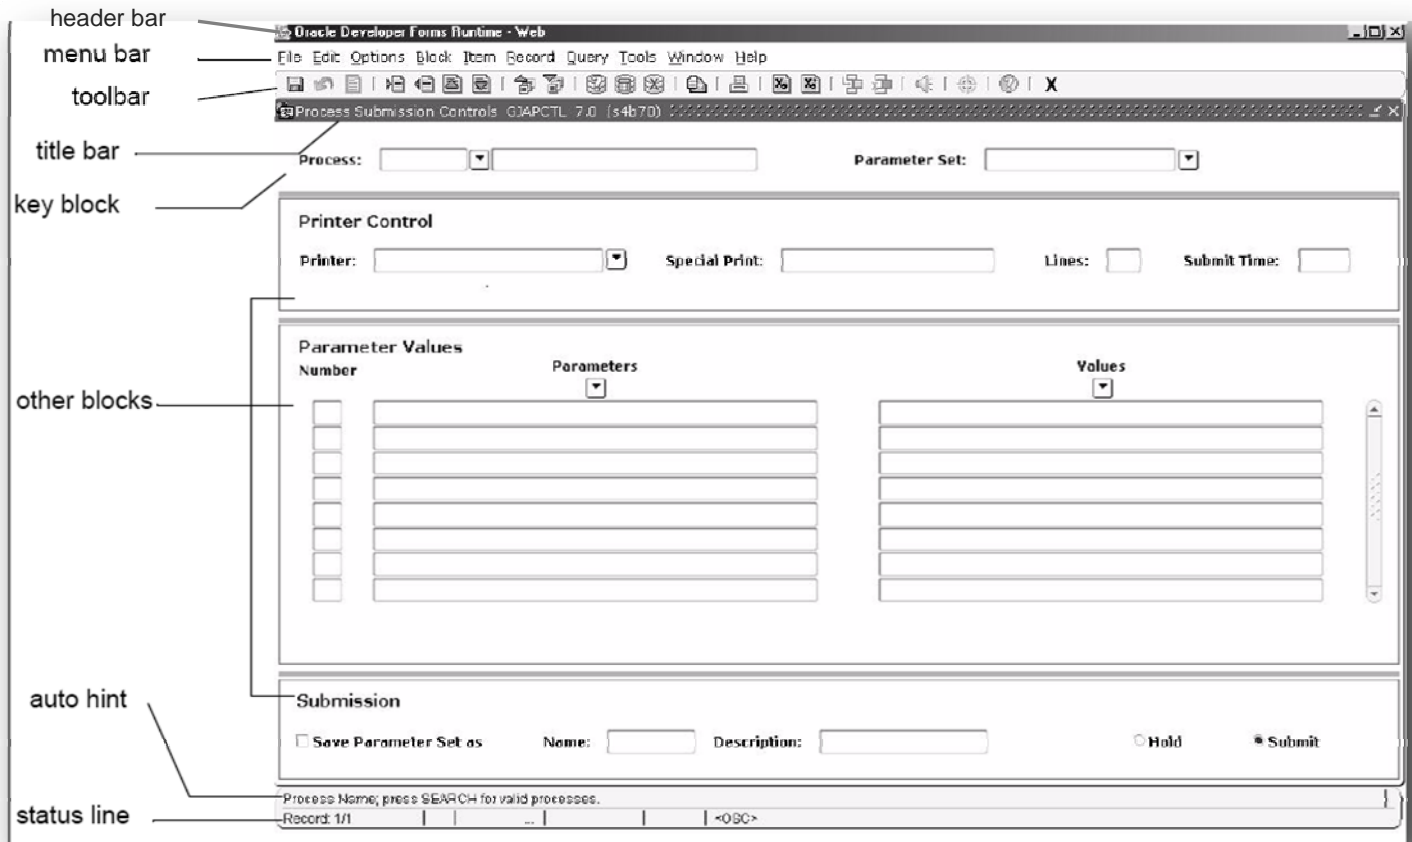 header bar
Oracle Developer Forms Runtime - Web
menu bar
File Edit Options Block Item Record Query Tools Window Help
toolbar
X
Process Submission Controls GJAPCTL 7.0 (s4b70)
title bar
Process:
Parameter Set:
key block
Printer Control
Printer:
Special Print:
Lines:
Submit Time:
Parameter Values
Number
Parameters
Values
other blocks
auto hint
Submission
Save Parameter Set as
Name:
Description:
Hold
Submit
Process Name; press SEARCH for valid processes.
status line
Record: 1/1
...
<OSC>